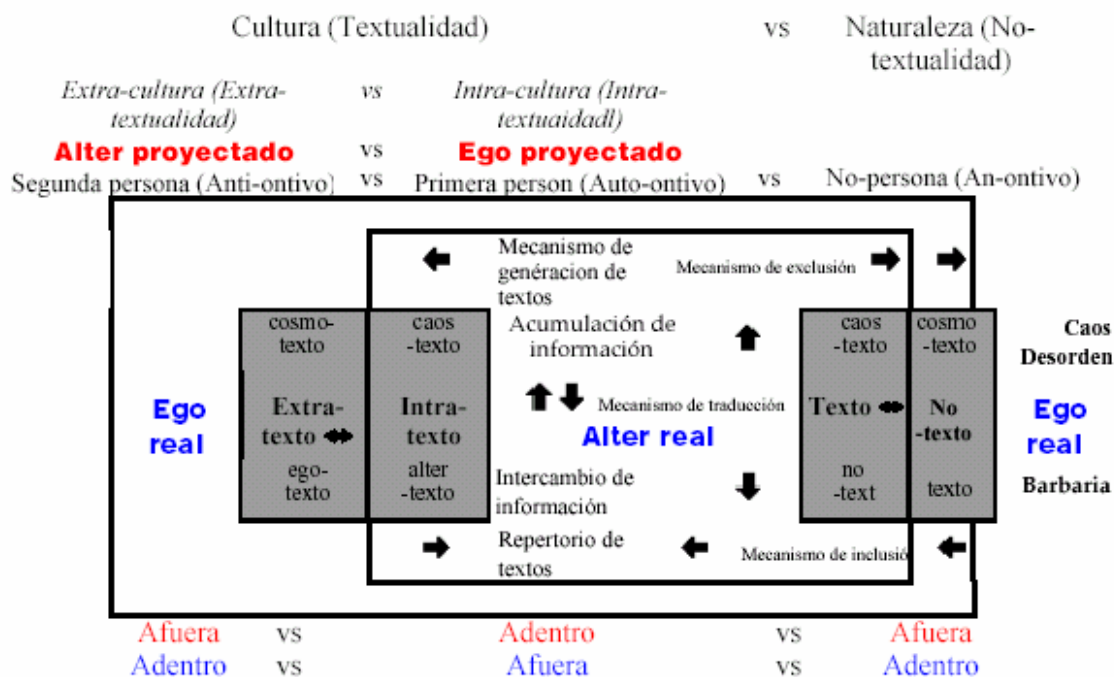 Cultura (Textualidad) vs Naturaleza (No-
textualidad)
Extra-cultura (Extra- vs Intra-cultura (Intra-
textualidad) textuaidadl)
Alter proyectado vs Ego proyectado
Segunda persona (Anti-ontivo) vs Primera person (Auto-ontivo) vs No-persona (An-ontivo)
Mecanismo de
genéracion de
textos
Mecanismo de exclusión
cosmo-
texto
caos
-texto
Acumulación de
información
caos
-texto
cosmo
-texto
Caos
Desorden
Ego
real
Extra-
texto
Intra-
texto
Mecanismo de traducción
Alter real
Texto
No
-texto
Ego
real
ego-
texto
alter
-texto
Intercambio de
información
no
-text
texto
Barbaria
Repertorio de
textos
Mecanismo de inclusió
Afuera vs Adentro vs Afuera
Adentro vs Afuera vs Adentro